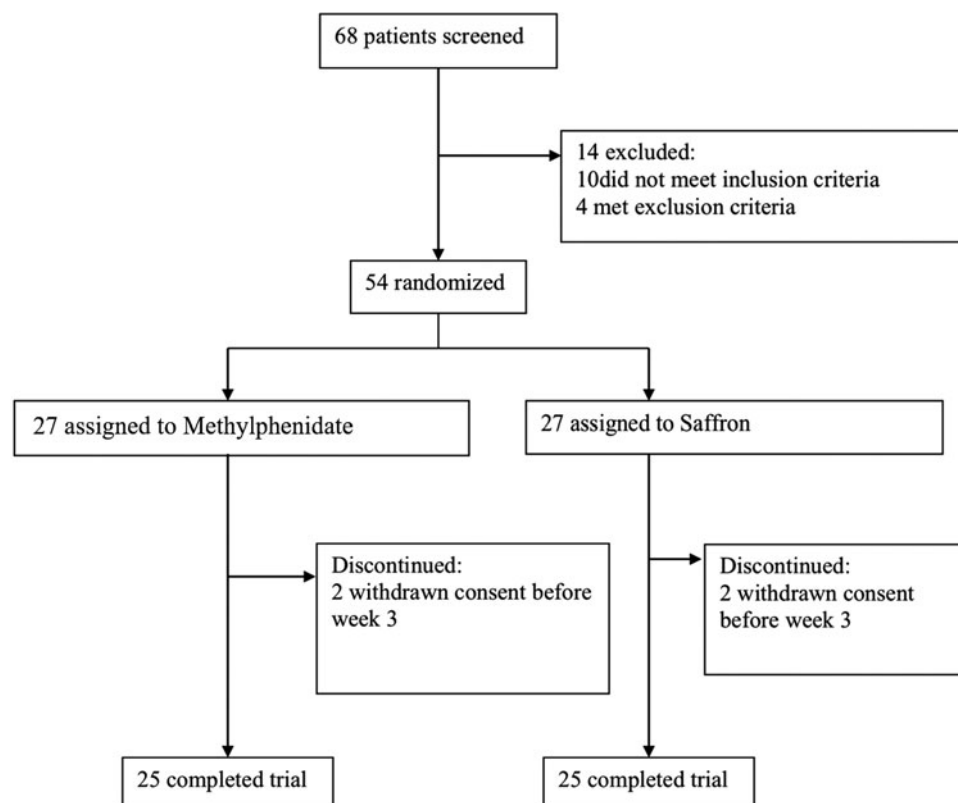 68 patients screened
14 excluded:
10did not meet inclusion criteria
4 met exclusion criteria
54 randomized
27 assigned to Methylphenidate
27 assigned to Saffron
Discontinued:
2 withdrawn consent before
week 3
Discontinued:
2 withdrawn consent
before week 3
25 completed trial
25 completed trial